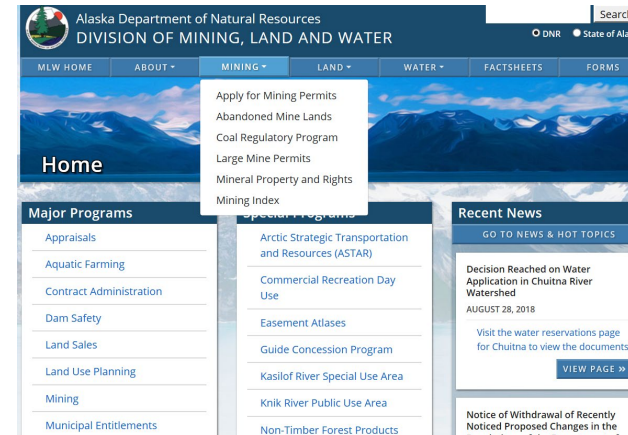 Alaska Department of Natural Resources
DIVISION OF MINING, LAND AND WATER
Search
DNR
State of Ala
MLW HOME
ABOUT
MINING
LAND
WATER
FACTSHEETS
FORMS
Apply for Mining Permits
Abandoned Mine Lands
Coal Regulatory Program
Large Mine Permits
Mineral Property and Rights
Mining Index
Home
Major Programs
Appraisals
Aquatic Farming
Contract Administration
Dam Safety
Land Sales
Land Use Planning
Mining
Municipal Entitlements
Special Programs
Arctic Strategic Transportation
and Resources (ASTAR)
Commercial Recreation Day
Use
Easement Atlases
Guide Concession Program
Kasilof River Special Use Area
Knik River Public Use Area
Non-Timber Forest Products
Recent News
GO TO NEWS & HOT TOPICS
Decision Reached on Water
Application in Chuitna River
Watershed
AUGUST 28, 2018
Visit the water reservations page
for Chuitna to view the documents
VIEW PAGE »
Notice of Withdrawal of Recently
Noticed Proposed Changes in the